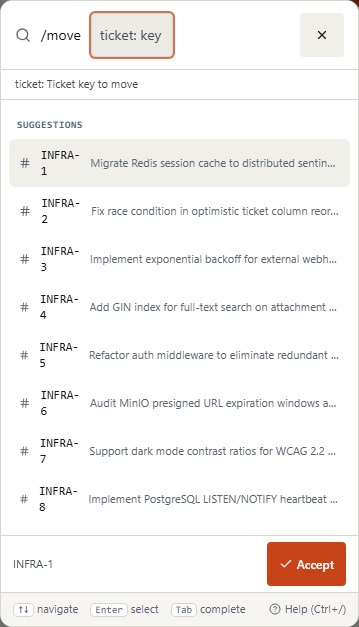 /move ticket: key
ticket: Ticket key to move
SUGGESTIONS
# INFRA-1 Migrate Redis session cache to distributed sentin...
# INFRA-2 Fix race condition in optimistic ticket column reor...
# INFRA-3 Implement exponential backoff for external webh...
# INFRA-4 Add GIN index for full-text search on attachment ...
# INFRA-5 Refactor auth middleware to eliminate redundant ...
# INFRA-6 Audit MinIO presigned URL expiration windows a...
# INFRA-7 Support dark mode contrast ratios for WCAG 2.2 ...
# INFRA-8 Implement PostgreSQL LISTEN/NOTIFY heartbeat ...
INFRA-1 Accept
↑↓ navigate Enter select Tab complete Help (Ctrl+/)